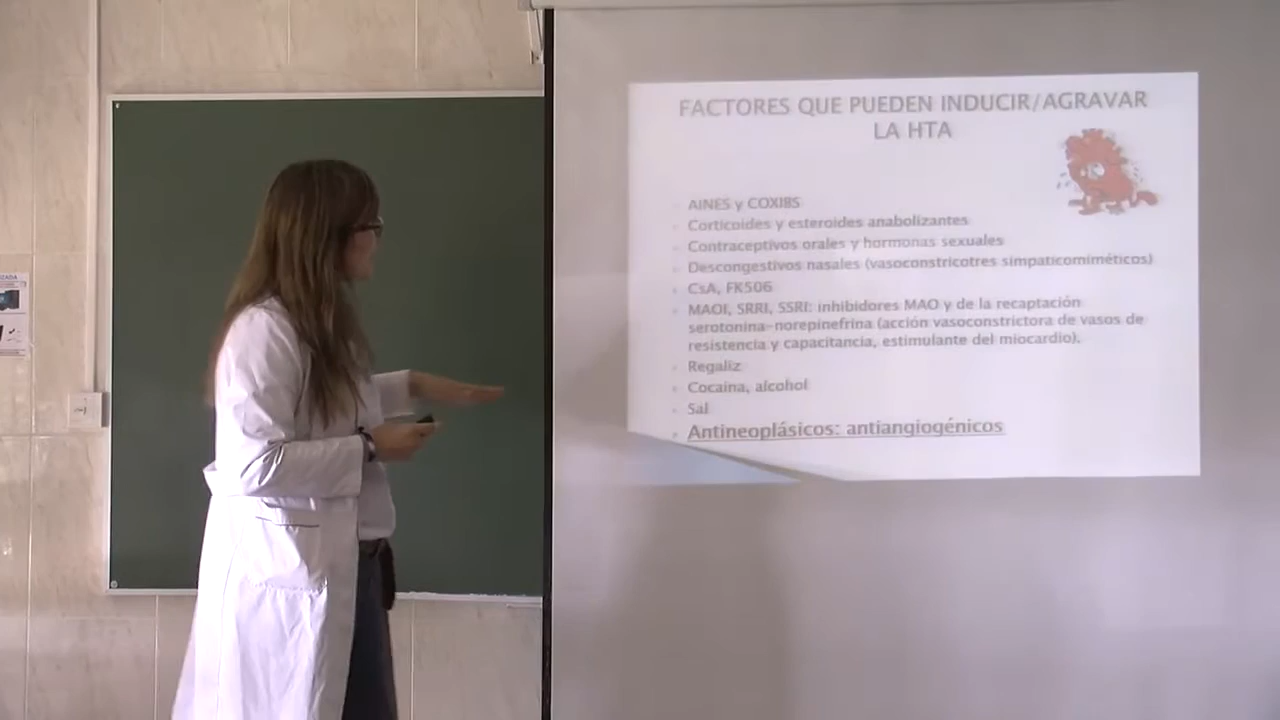 FACTORES QUE PUEDEN INDUCIR/AGRAVAR
LA HTA
AINES y COXIBS
Corticoides y esteroides anabolizantes
Contraceptivos orales y hormonas sexuales
Descongestivos nasales (vasoconstricotres simpaticomiméticos)
CsA, FK506
MAOI, SRRI, SSRI: inhibidores MAO y de la recaptación
serotonina-norepinefrina (acción vasoconstrictora de vasos de
resistencia y capacitancia, estimulante del miocardio).
Regaliz
Cocaina, alcohol
Sal
Antineoplásicos: antiangiogénicos